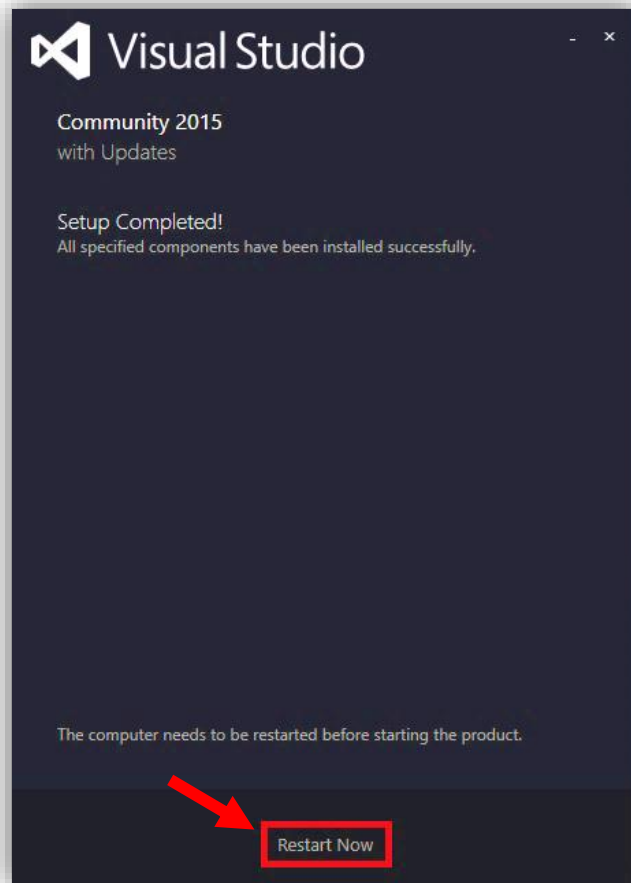 Visual Studio
Community 2015
with Updates
Setup Completed!
All specified components have been installed successfully.
The computer needs to be restarted before starting the product.
Restart Now